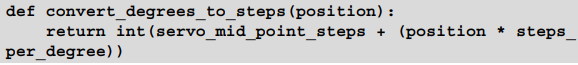 def convert_degrees_to_steps(position):
    return int(servo_mid_point_steps + (position * steps_
per_degree))